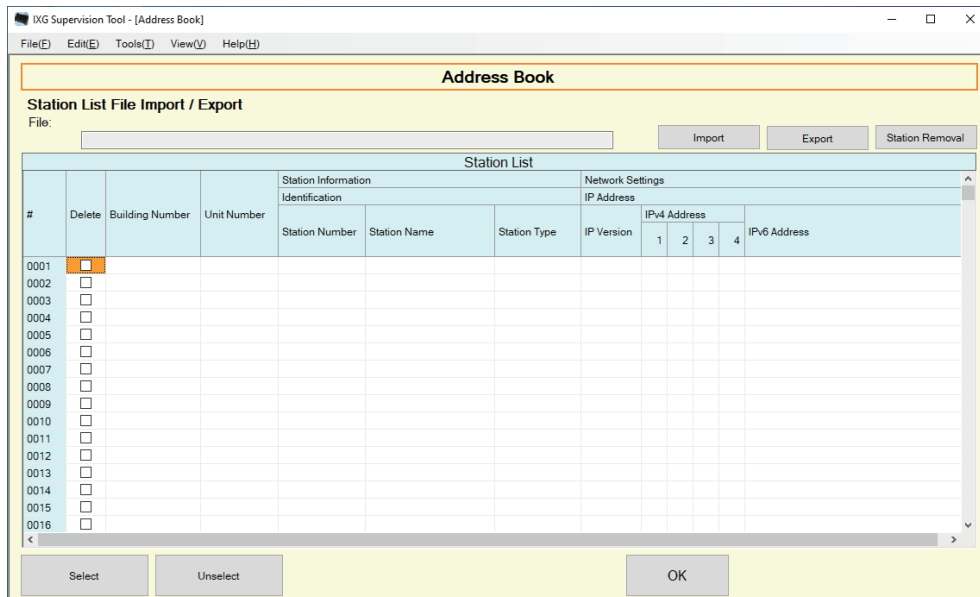 IXG Supervision Tool - [Address Book]
File(F) Edit(E) Tools(T) View(V) Help(H)
Address Book
Station List File Import / Export
File:
Import Export Station Removal
Station List
Station Information Network Settings
Identification IP Address
# Delete Building Number Unit Number Station Number Station Name Station Type IP Version IPv4 Address IPv6 Address
1 2 3 4
0001
0002
0003
0004
0005
0006
0007
0008
0009
0010
0011
0012
0013
0014
0015
0016
Select Unselect OK